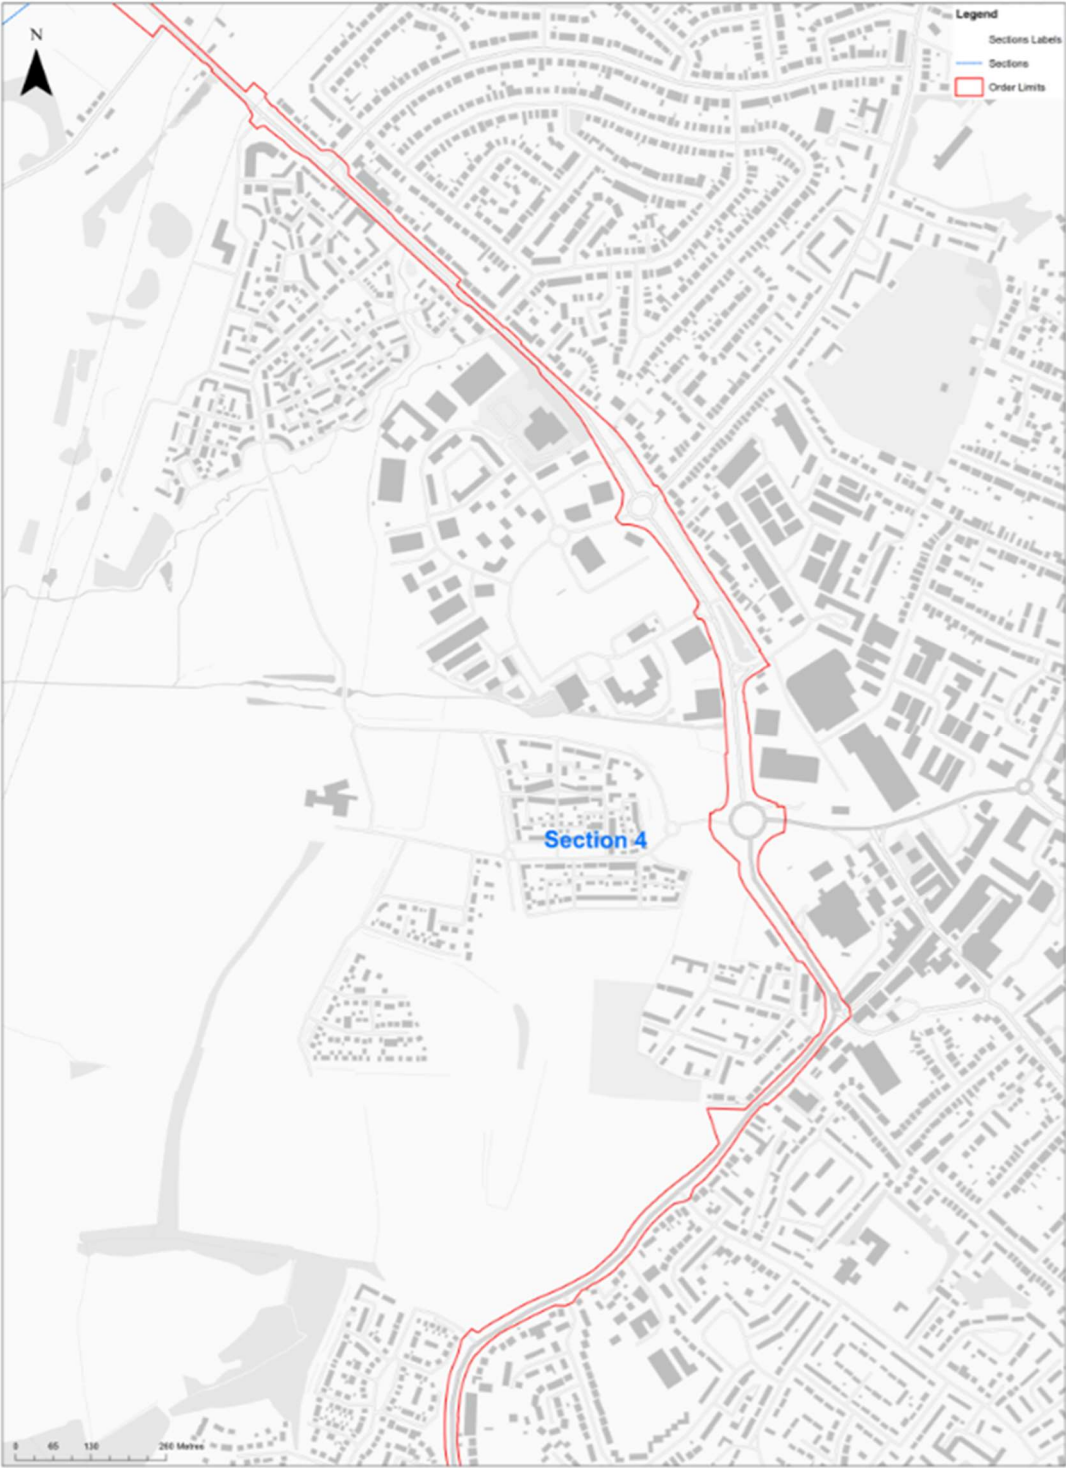 N
Legend
Sections Labels
Sections
Order Limits
Section 4
0 65 130 260 Metres